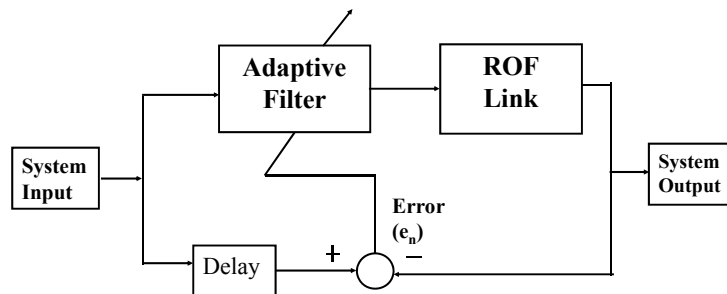 Adaptive
Filter
ROF
Link
System
Input
System
Output
Error
(eₙ)
Delay
+
−